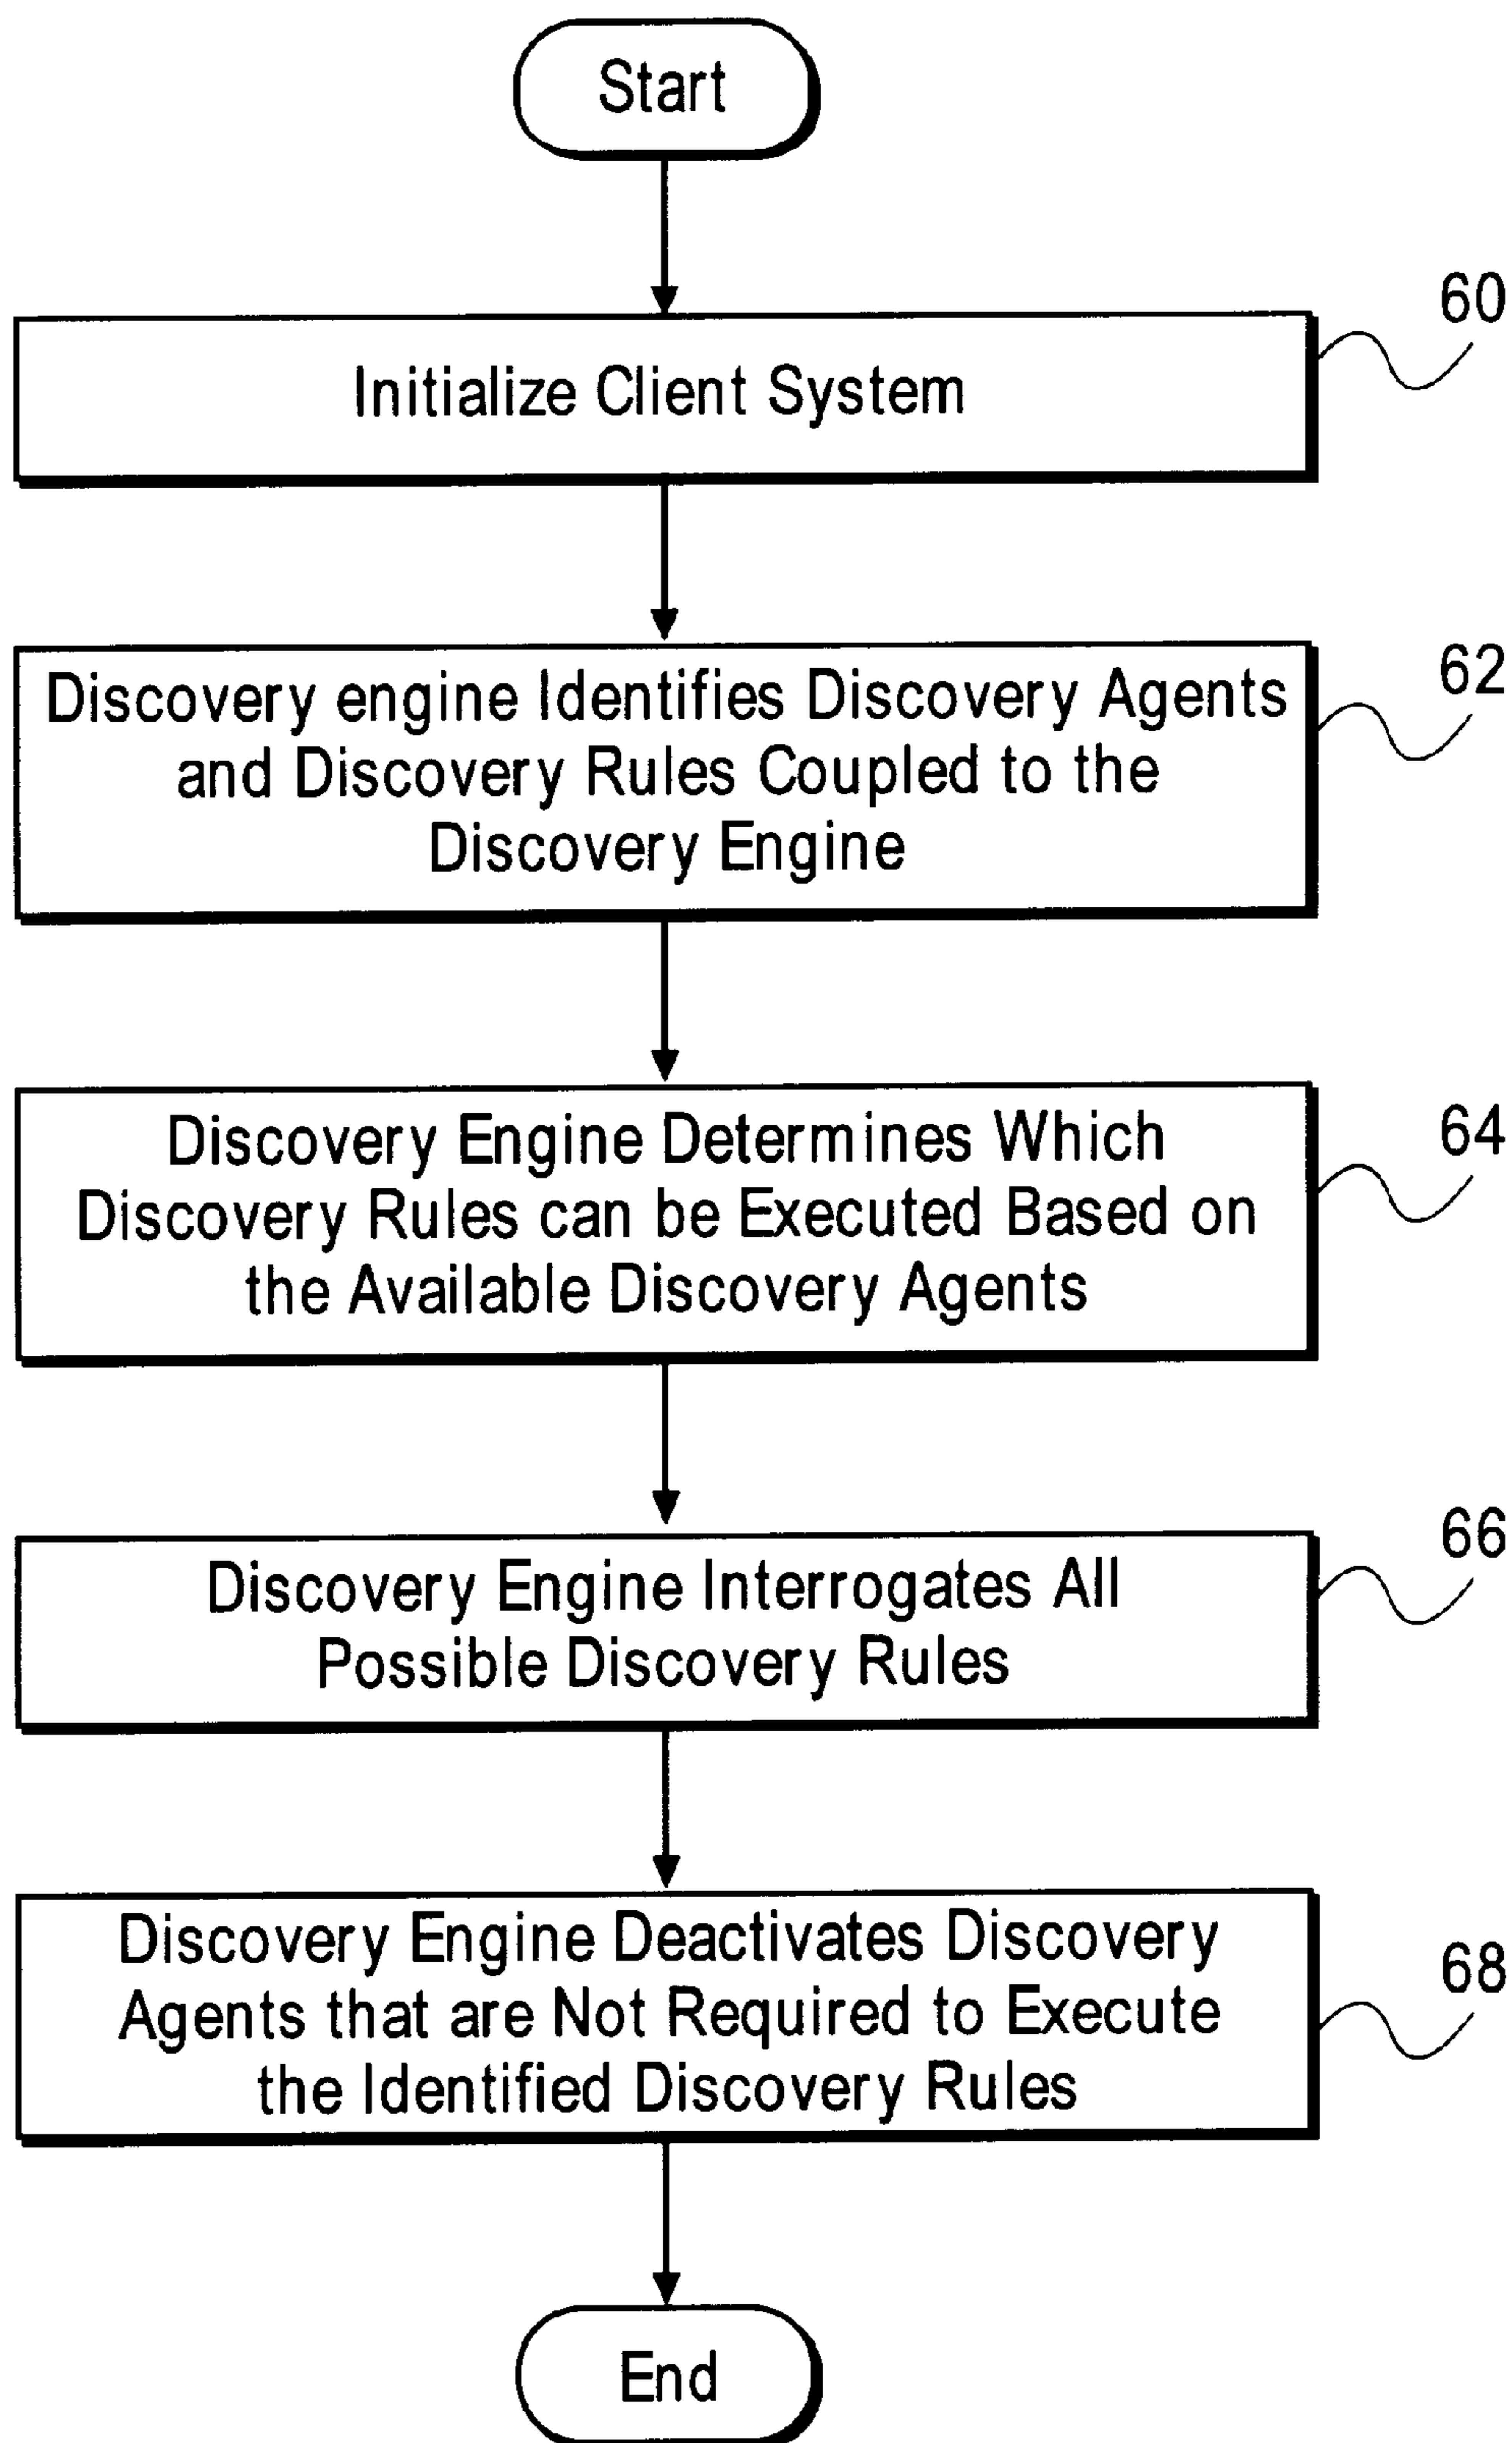 Start
60
Initialize Client System
62
Discovery engine Identifies Discovery Agents
and Discovery Rules Coupled to the
Discovery Engine
64
Discovery Engine Determines Which
Discovery Rules can be Executed Based on
the Available Discovery Agents
66
Discovery Engine Interrogates All
Possible Discovery Rules
68
Discovery Engine Deactivates Discovery
Agents that are Not Required to Execute
the Identified Discovery Rules
End